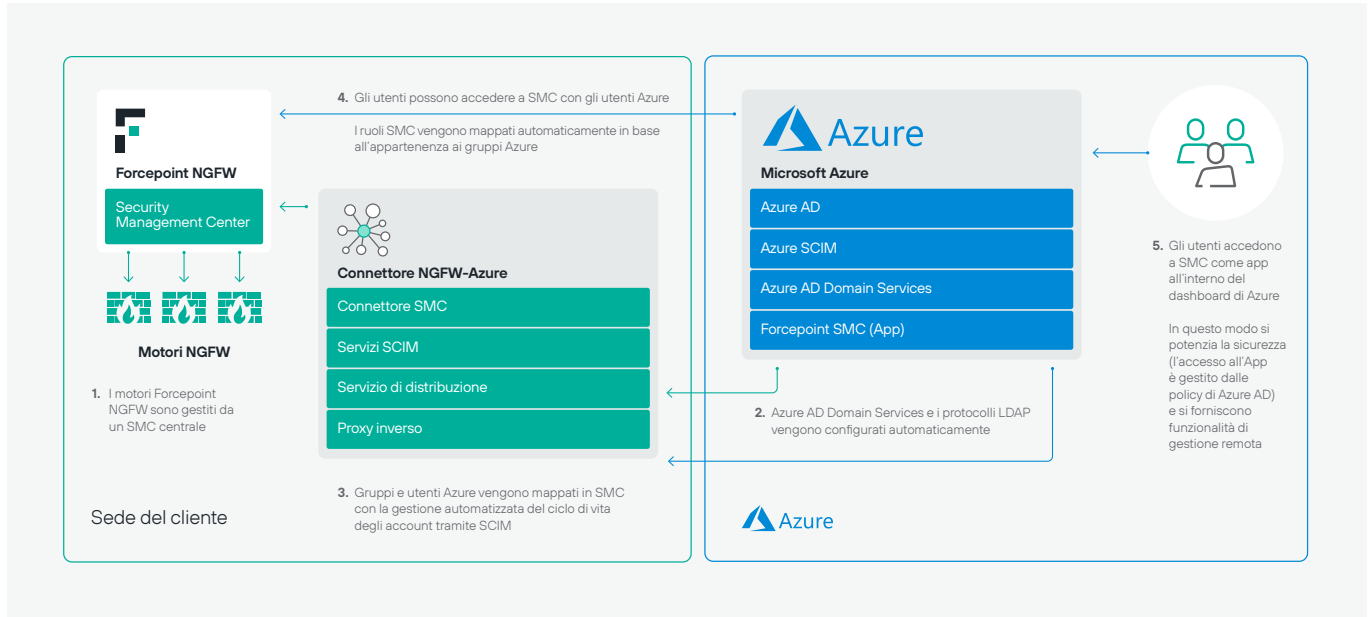 4. Gli utenti possono accedere a SMC con gli utenti Azure
I ruoli SMC vengono mappati automaticamente in base
all'appartenenza ai gruppi Azure
Forcepoint NGFW
Security
Management Center
Motori NGFW
1. I motori Forcepoint
NGFW sono gestiti da
un SMC centrale
Connettore NGFW-Azure
Connettore SMC
Servizi SCIM
Servizio di distribuzione
Proxy inverso
3. Gruppi e utenti Azure vengono mappati in SMC
con la gestione automatizzata del ciclo di vita
degli account tramite SCIM
Sede del cliente
Azure
Microsoft Azure
Azure AD
Azure SCIM
Azure AD Domain Services
Forcepoint SMC (App)
2. Azure AD Domain Services e i protocolli LDAP
vengono configurati automaticamente
Azure
5. Gli utenti accedono
a SMC come app
all'interno del
dashboard di Azure
In questo modo si
potenzia la sicurezza
(l'accesso all'App
è gestito dalle
policy di Azure AD)
e si forniscono
funzionalità di
gestione remota